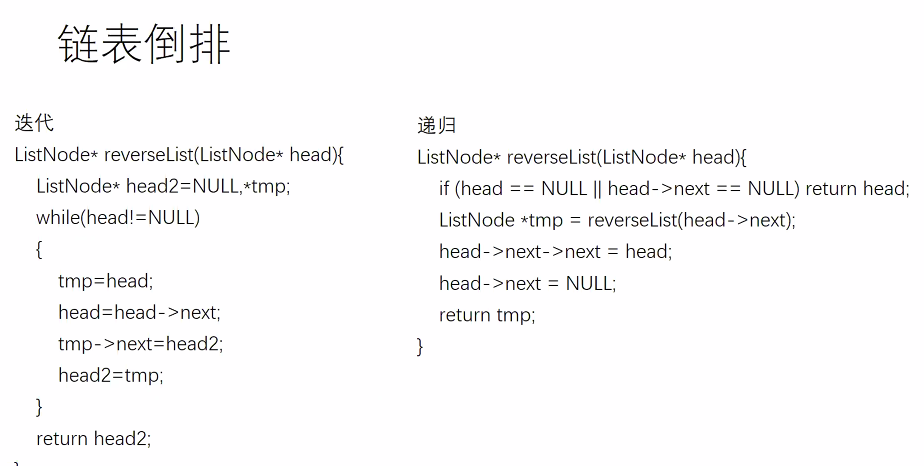 链表倒排
迭代
ListNode* reverseList(ListNode* head){
ListNode* head2=NULL,*tmp;
while(head!=NULL)
{
tmp=head;
head=head->next;
tmp->next=head2;
head2=tmp;
}
return head2;
}
递归
ListNode* reverseList(ListNode* head){
if (head == NULL || head->next == NULL) return head;
ListNode *tmp = reverseList(head->next);
head->next->next = head;
head->next = NULL;
return tmp;
}